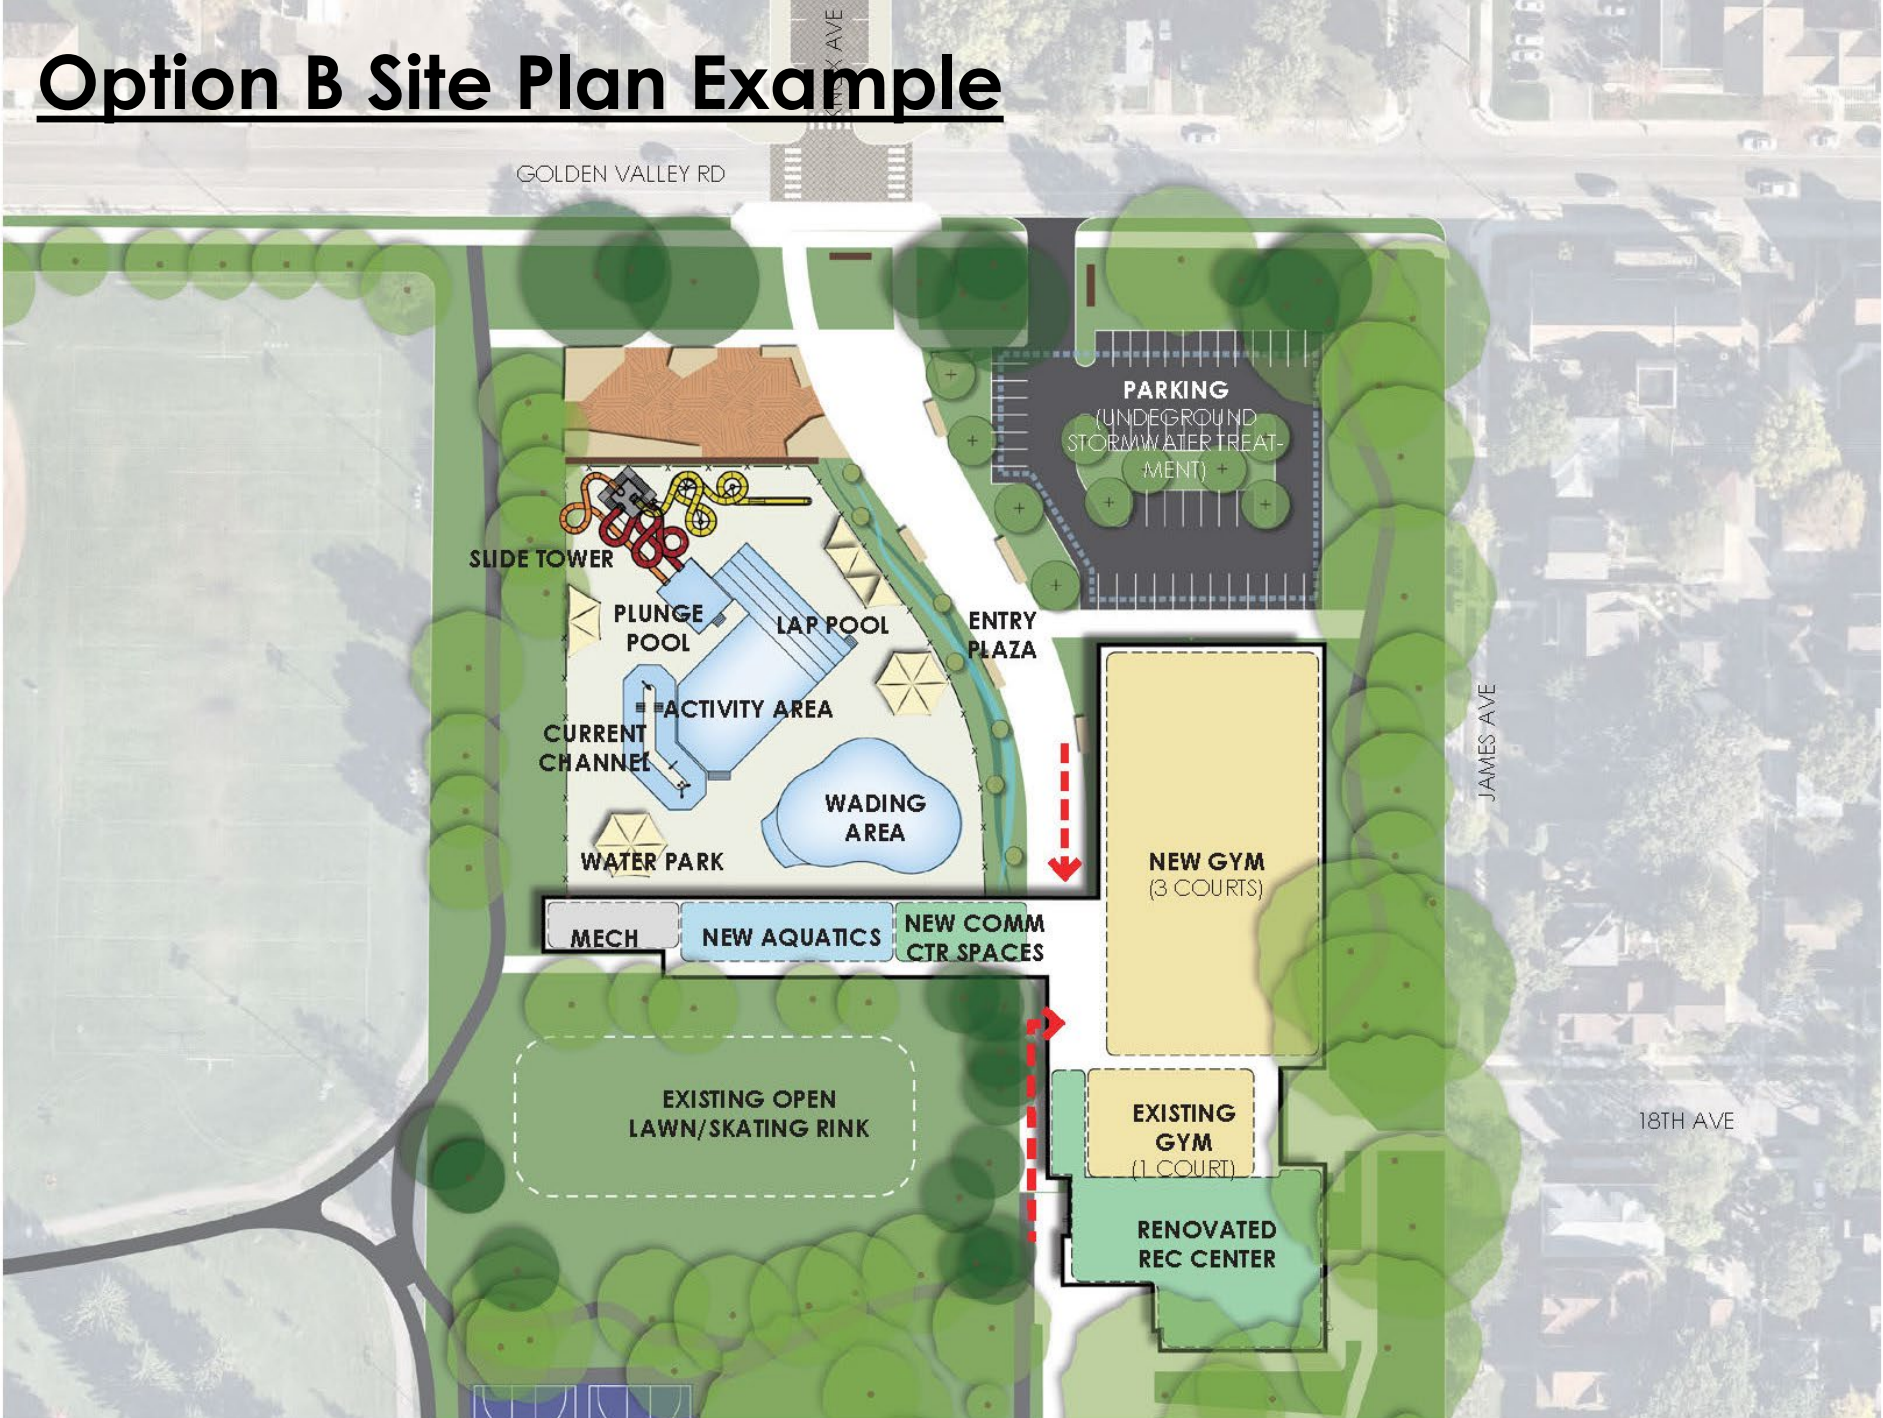 Option B Site Plan Example
KNOX AVE
GOLDEN VALLEY RD
PARKING
(UNDEGROUND
STORMWATER TREAT-
MENT)
SLIDE TOWER
PLUNGE
POOL
LAP POOL
ENTRY
PLAZA
ACTIVITY AREA
CURRENT
CHANNEL
WADING
AREA
WATER PARK
NEW GYM
(3 COURTS)
JAMES AVE
MECH
NEW AQUATICS
NEW COMM
CTR SPACES
EXISTING OPEN
LAWN/SKATING RINK
EXISTING
GYM
(1 COURT)
18TH AVE
RENOVATED
REC CENTER